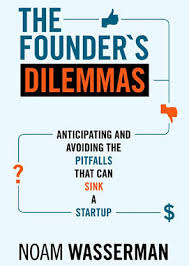 THE
FOUNDER`S
DILEMMAS
ANTICIPATING AND
AVOIDING THE
PITFALLS
THAT CAN
? SINK
A
STARTUP $
NOAM WASSERMAN